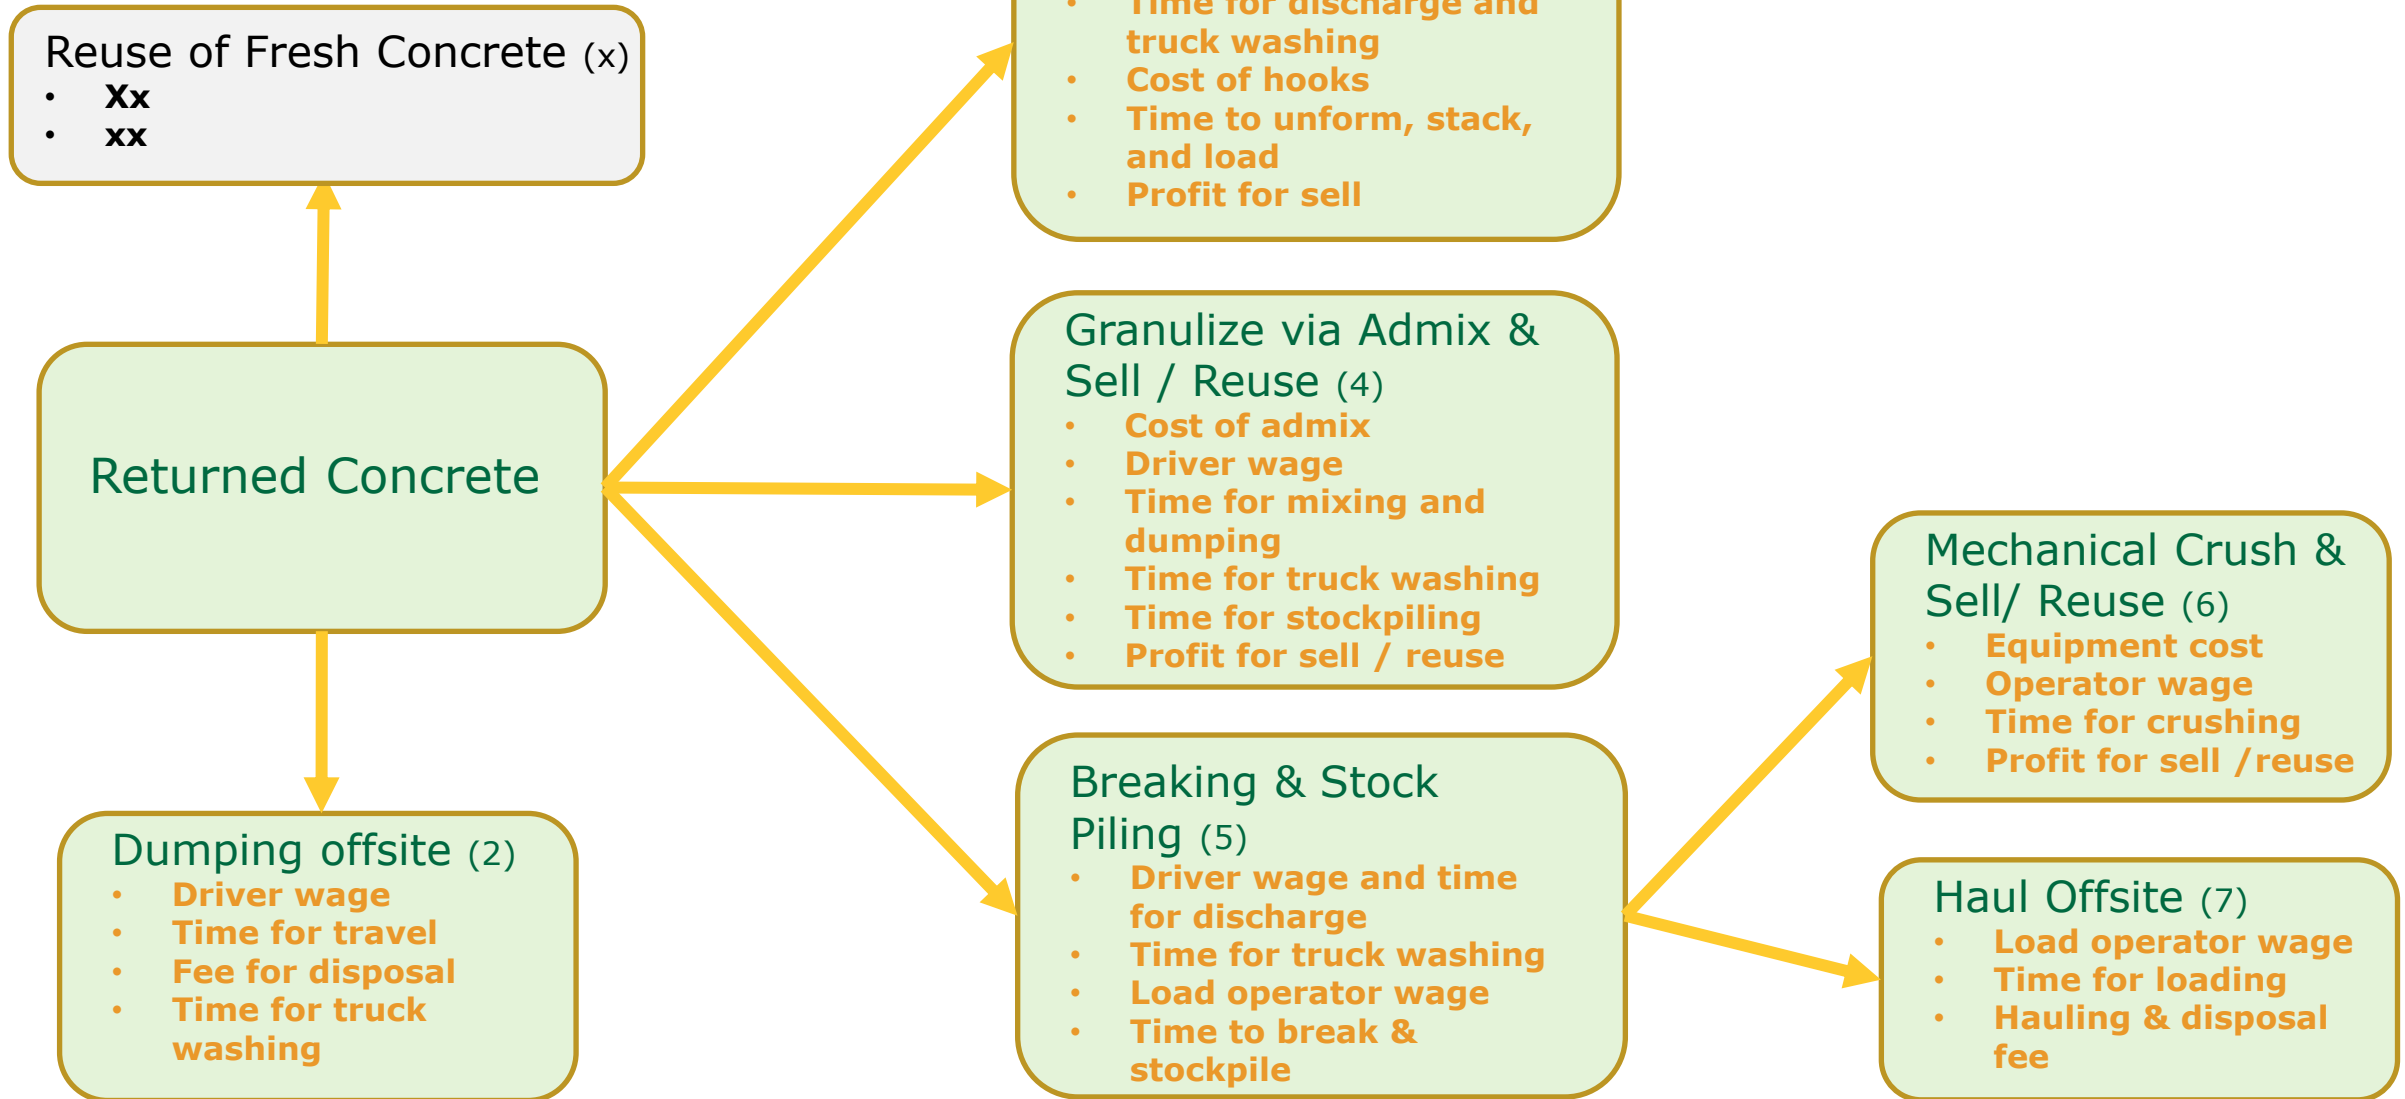 Reuse of Fresh Concrete (x)
• Xx
• xx
• Time for discharge and
truck washing
• Cost of hooks
• Time to unform, stack,
and load
• Profit for sell
Returned Concrete
Granulize via Admix &
Sell / Reuse (4)
• Cost of admix
• Driver wage
• Time for mixing and
dumping
• Time for truck washing
• Time for stockpiling
• Profit for sell / reuse
Mechanical Crush &
Sell/ Reuse (6)
• Equipment cost
• Operator wage
• Time for crushing
• Profit for sell /reuse
Dumping offsite (2)
• Driver wage
• Time for travel
• Fee for disposal
• Time for truck
washing
Breaking & Stock
Piling (5)
• Driver wage and time
for discharge
• Time for truck washing
• Load operator wage
• Time to break &
stockpile
Haul Offsite (7)
• Load operator wage
• Time for loading
• Hauling & disposal
fee